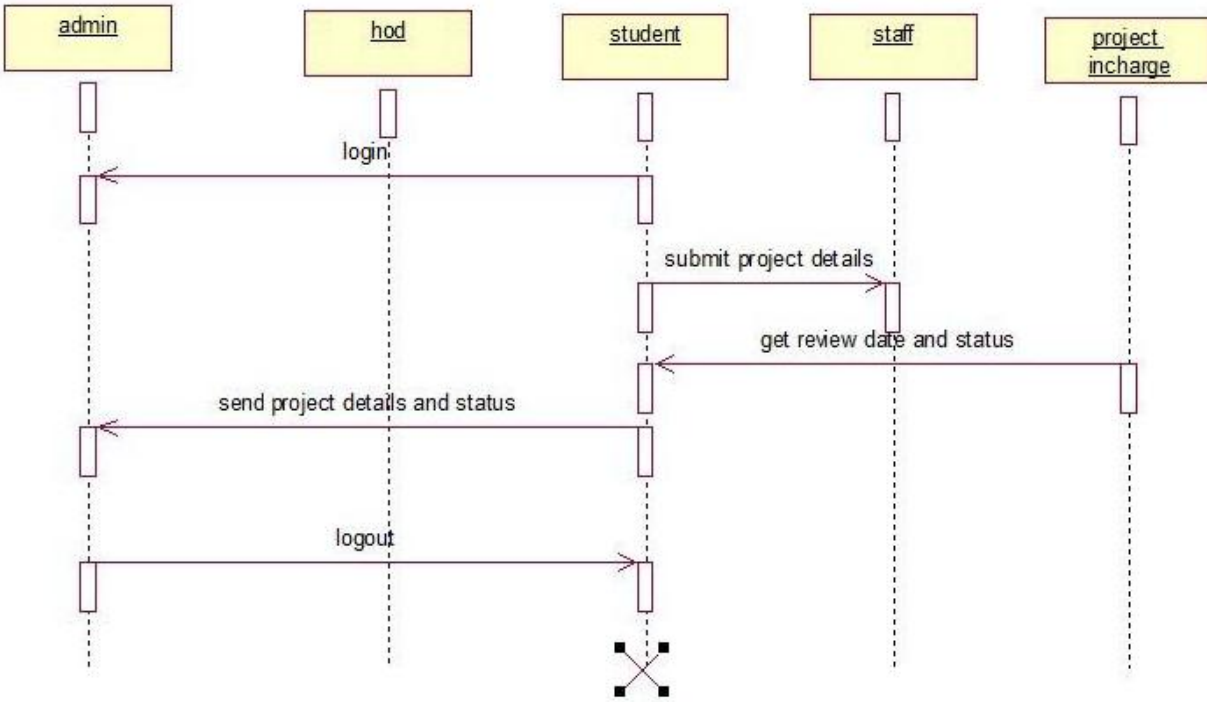 admin
hod
student
staff
project
incharge
login
submit project details
get review date and status
send project details and status
logout